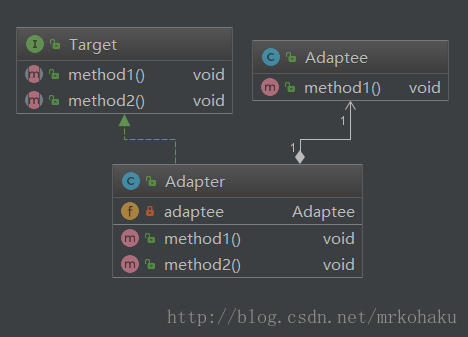 Target
method1() void
method2() void
Adaptee
method1() void
1
1
Adapter
adaptee Adaptee
method1() void
method2() void
http://blog.csdn.net/mrkohaku